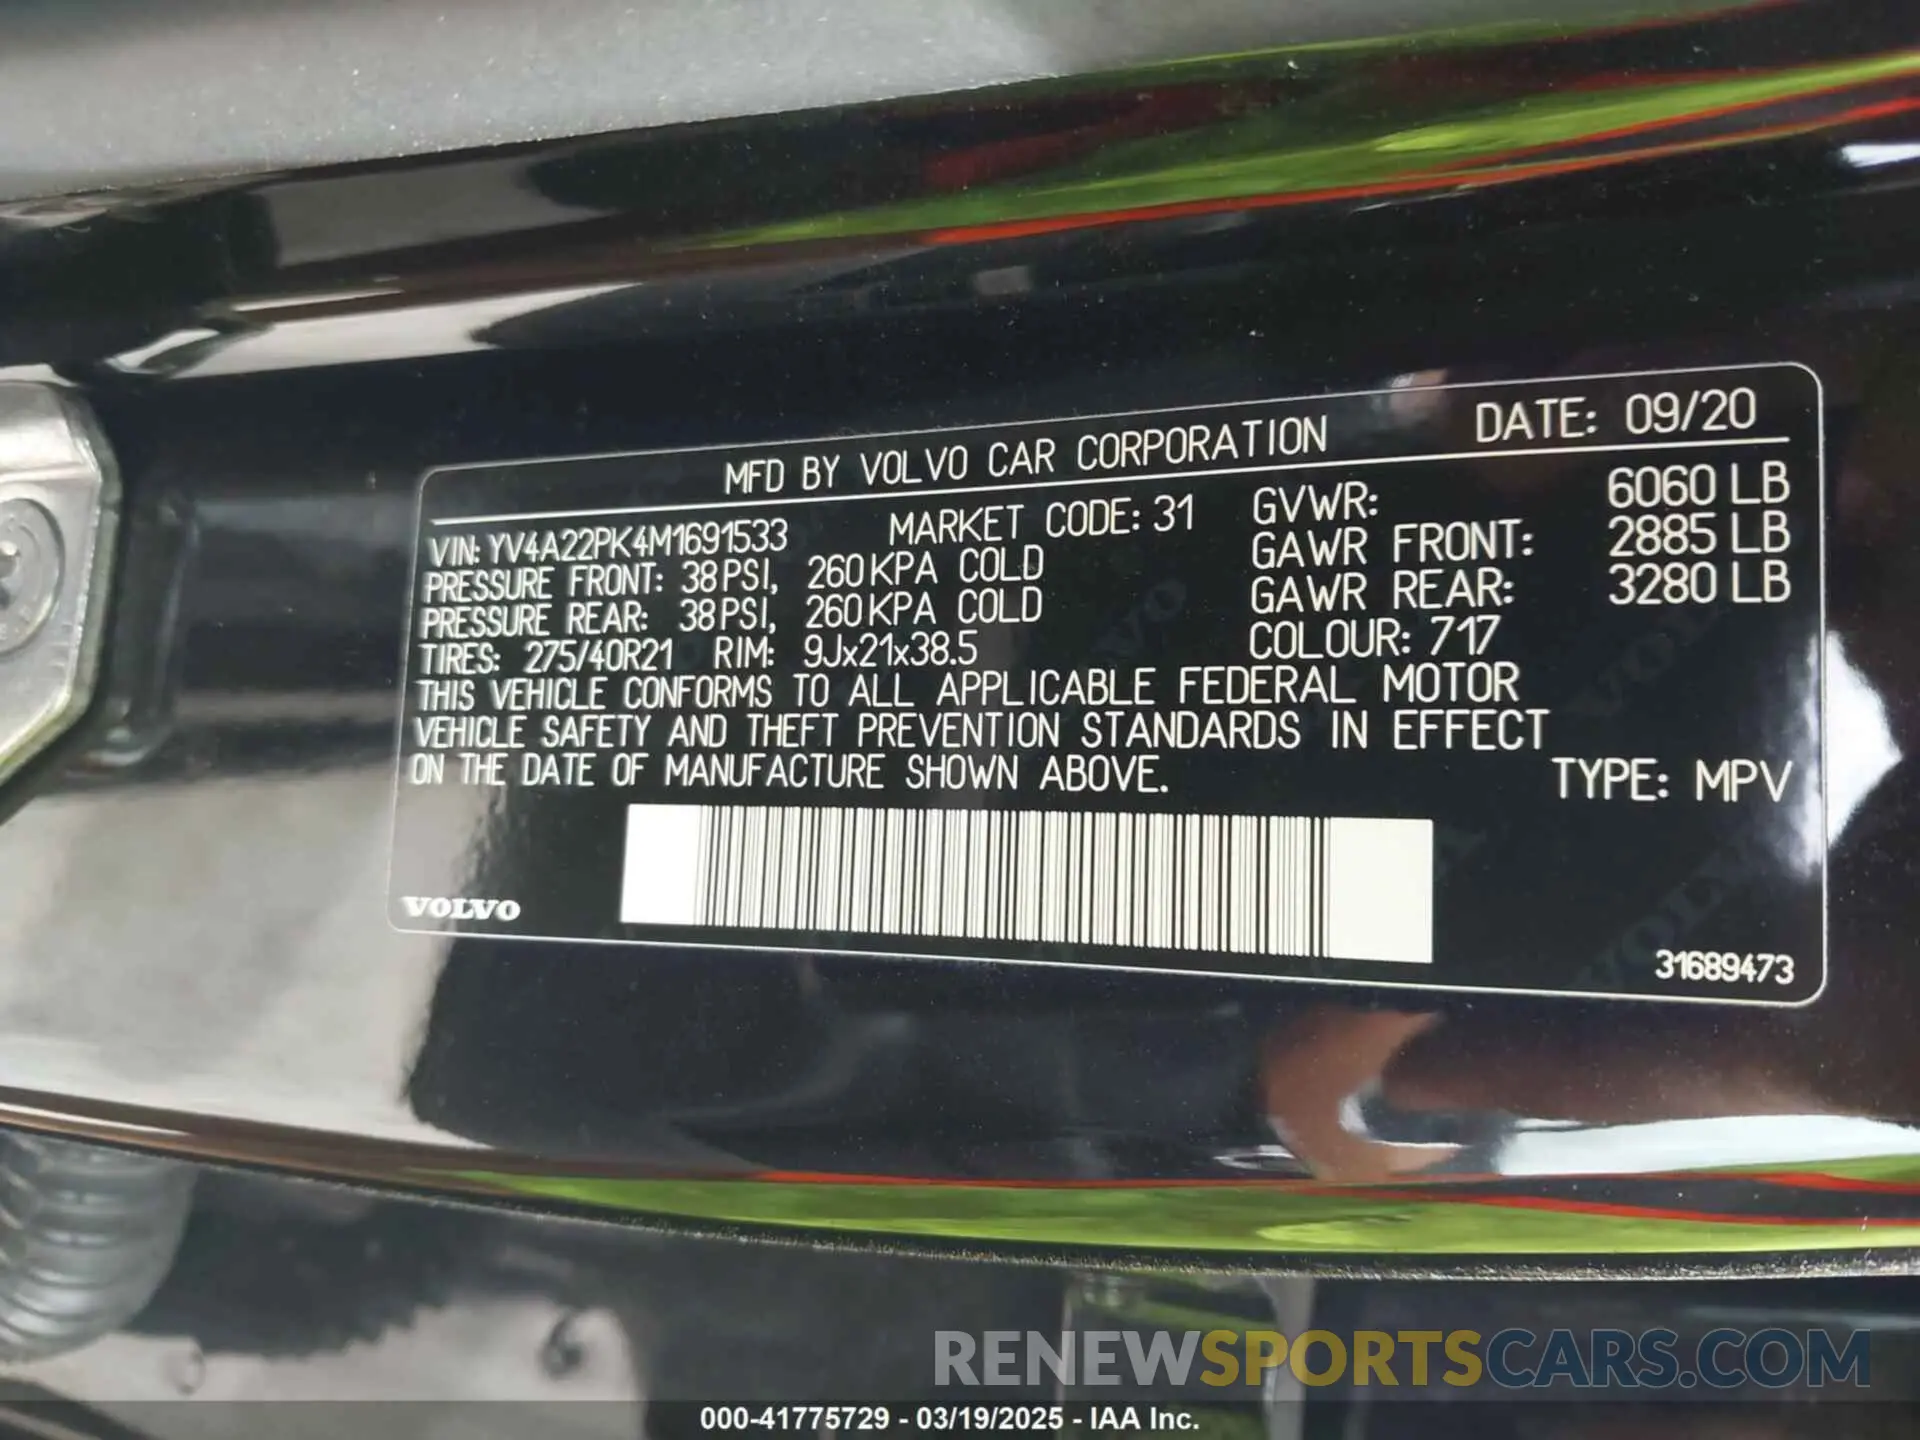 MFD BY VOLVO CAR CORPORATION DATE: 09/20
VIN: YV4A22PK4M1691533 MARKET CODE: 31 GVWR: 6060 LB
PRESSURE FRONT: 38 PSI, 260 KPA COLD GAWR FRONT: 2885 LB
PRESSURE REAR: 38 PSI, 260 KPA COLD GAWR REAR: 3280 LB
TIRES: 275/40R21 RIM: 9Jx21x38.5 COLOUR: 717
THIS VEHICLE CONFORMS TO ALL APPLICABLE FEDERAL MOTOR
VEHICLE SAFETY AND THEFT PREVENTION STANDARDS IN EFFECT
ON THE DATE OF MANUFACTURE SHOWN ABOVE. TYPE: MPV
VOLVO
31689473
RENEWSPORTSCARS.COM
000-41775729 - 03/19/2025 - IAA Inc.